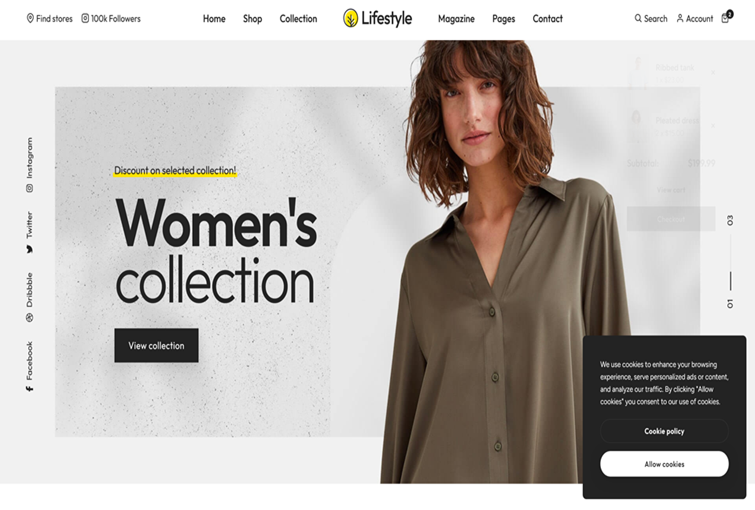 Find stores
100k Followers
Home
Shop
Collection
Lifestyle
Magazine
Pages
Contact
Search
Account
Instagram
Twitter
Dribbble
Facebook
Discount on selected collection!
Women's
collection
View collection
Subtotal
View cart
03
01
We use cookies to enhance your browsing
experience, serve personalized ads or content,
and analyze our traffic. By clicking "Allow
cookies" you consent to our use of cookies.
Cookie policy
Allow cookies